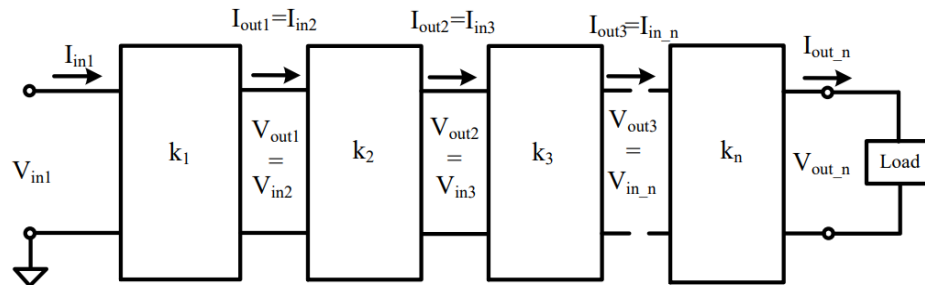 I_in1
I_out1=I_in2
I_out2=I_in3
I_out3=I_in_n
I_out_n
V_in1
k_1
V_out1
=
V_in2
k_2
V_out2
=
V_in3
k_3
V_out3
=
V_in_n
k_n
V_out_n
Load